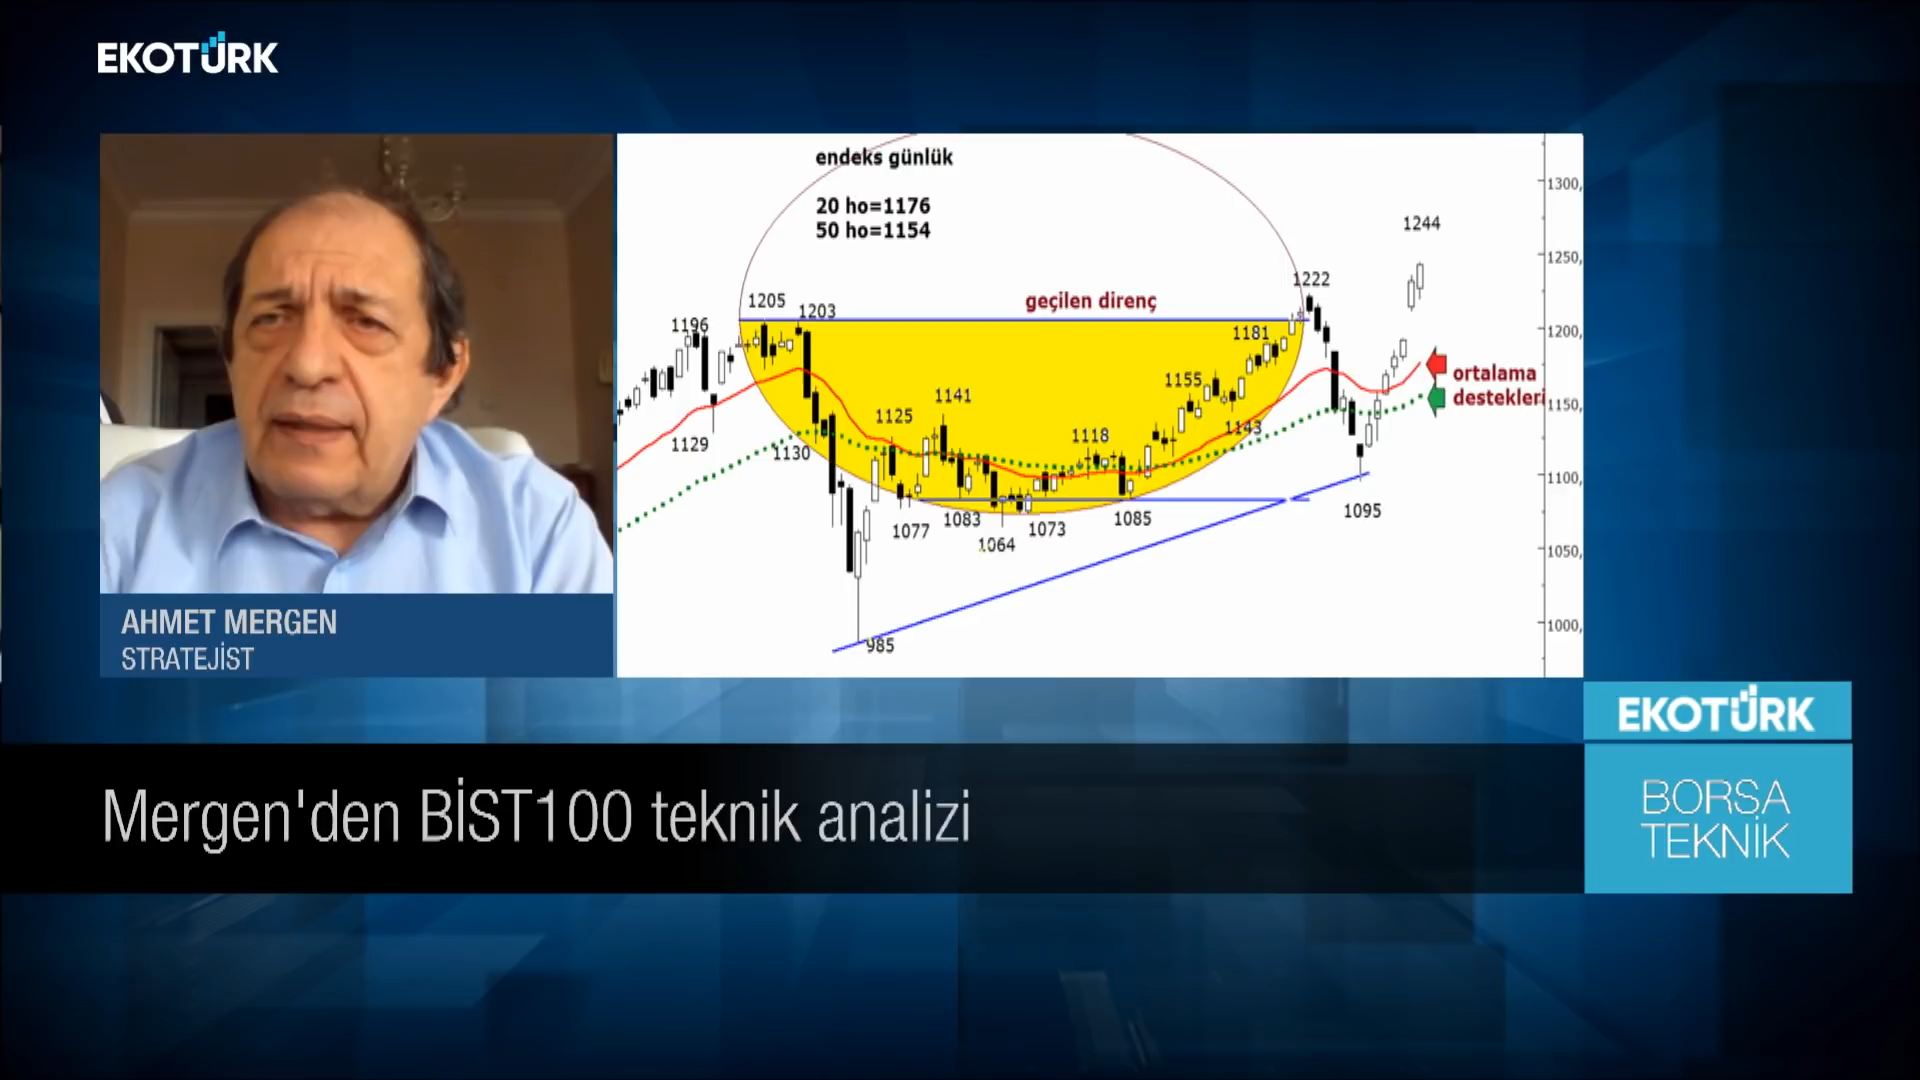 EKOTÜRK
endeks günlük
20 ho=1176
50 ho=1154
geçilen direnç
1196
1205
1203
1129
1130
1125
1141
1077
1083
1064
1073
1118
1085
1155
1143
1181
1222
1095
1244
985
ortalama
destekleri
1300,
1250,
1200,
1150,
1100,
1050,
1000,
AHMET MERGEN
STRATEJİST
EKOTÜRK
Mergen'den BİST100 teknik analizi
BORSA
TEKNİK